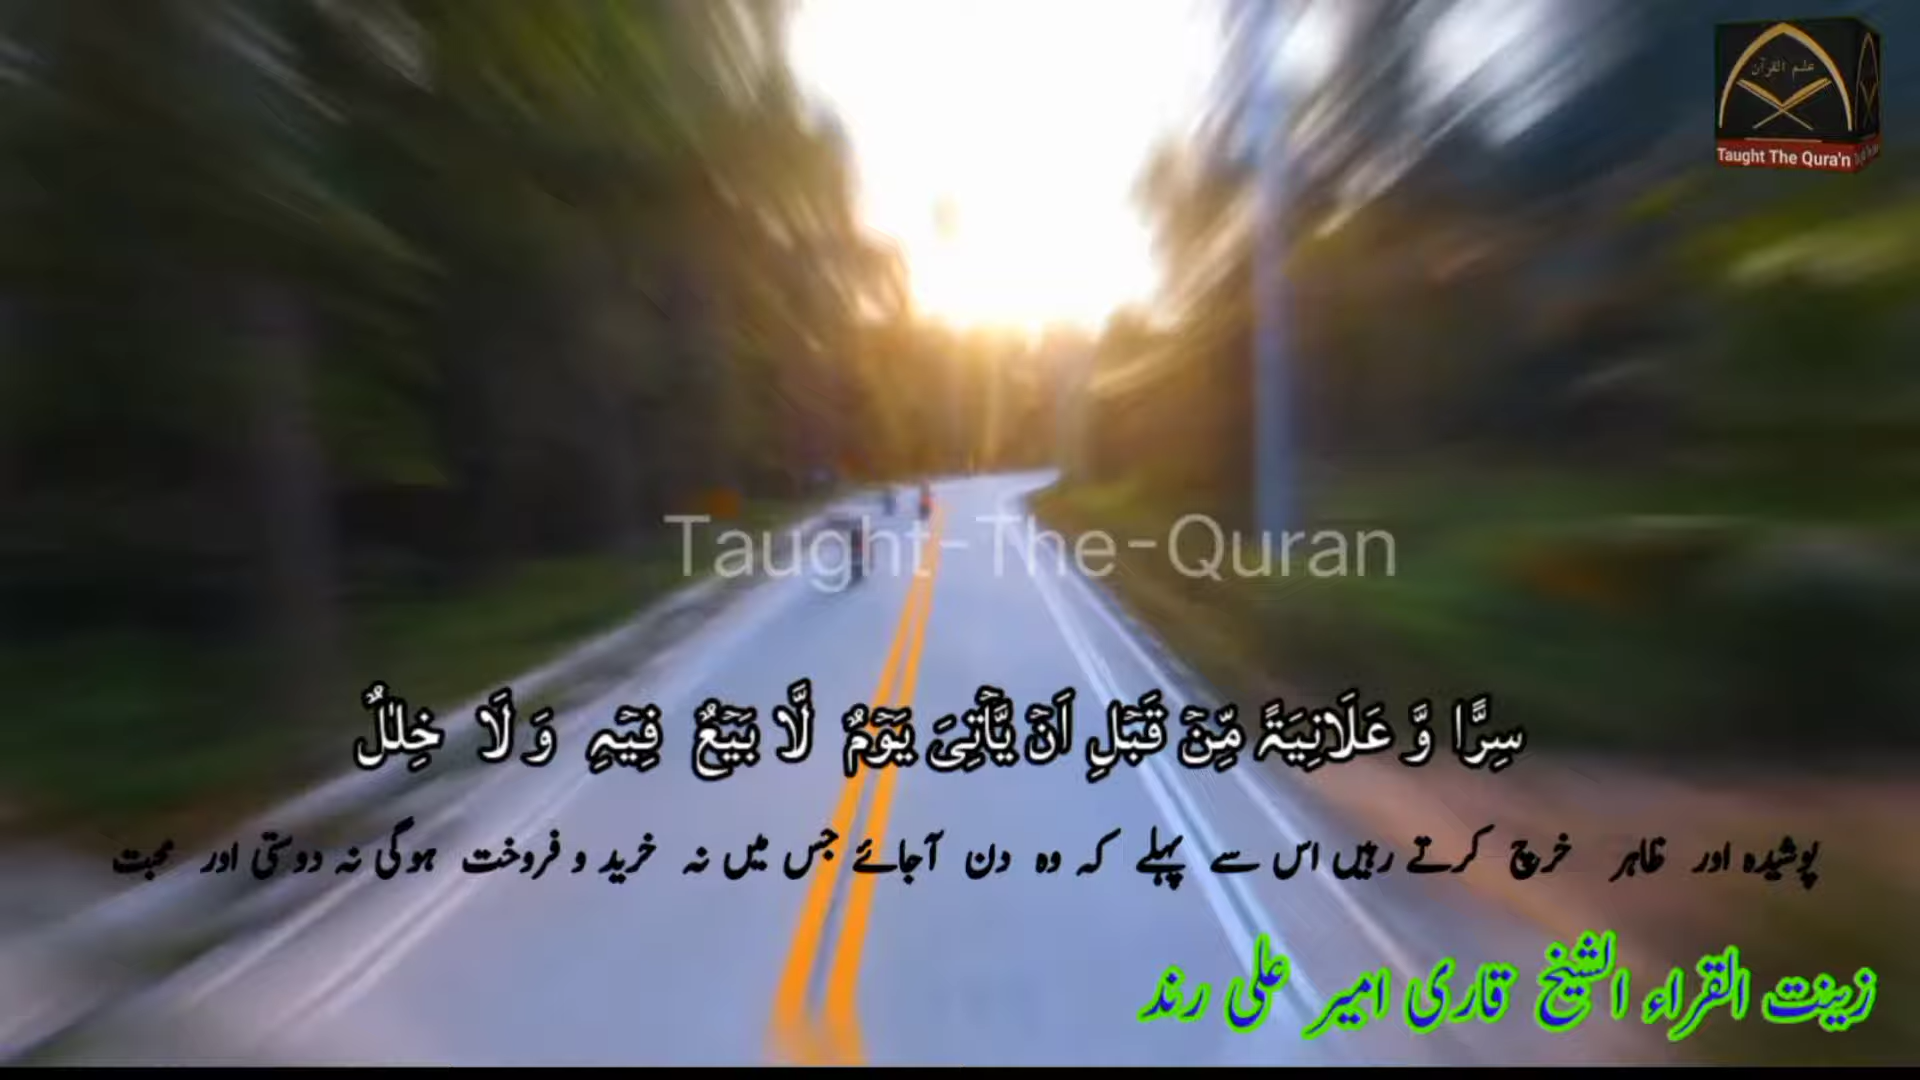 علم القرآن
Taught The Qura'n
Taught-The-Quran
سِرًّا وَّ عَلَانِيَۃً مِّنۡ قَبۡلِ اَنۡ يَّاۡتِىَ يَوۡمٌ لَّا بَيۡعٌ فِيۡهِ وَ لَا خِلٰلٌ
پوشیدہ اور ظاہر خرچ کرتے رہیں اس سے پہلے کہ وہ دن آجائے جس میں نہ خرید و فروخت ہوگی نہ دوستی اور محبت
زینت القراء الشیخ قاری امیر علی رند